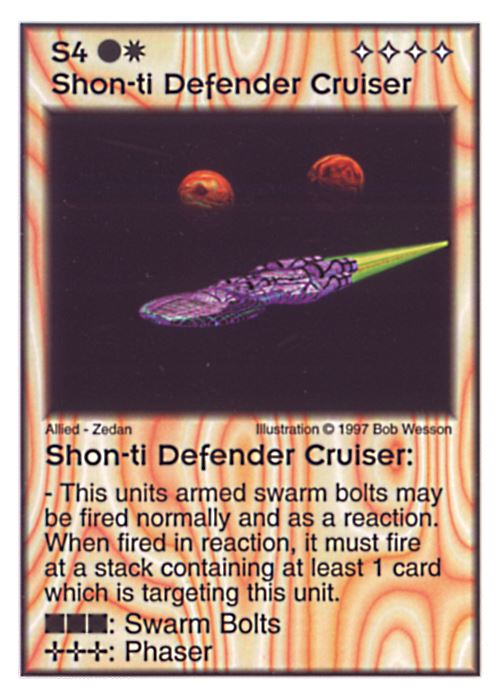 S4
Shon-ti Defender Cruiser
Allied - Zedan
Illustration © 1997 Bob Wesson
Shon-ti Defender Cruiser:
- This units armed swarm bolts may
be fired normally and as a reaction.
When fired in reaction, it must fire
at a stack containing at least 1 card
which is targeting this unit.
: Swarm Bolts
: Phaser